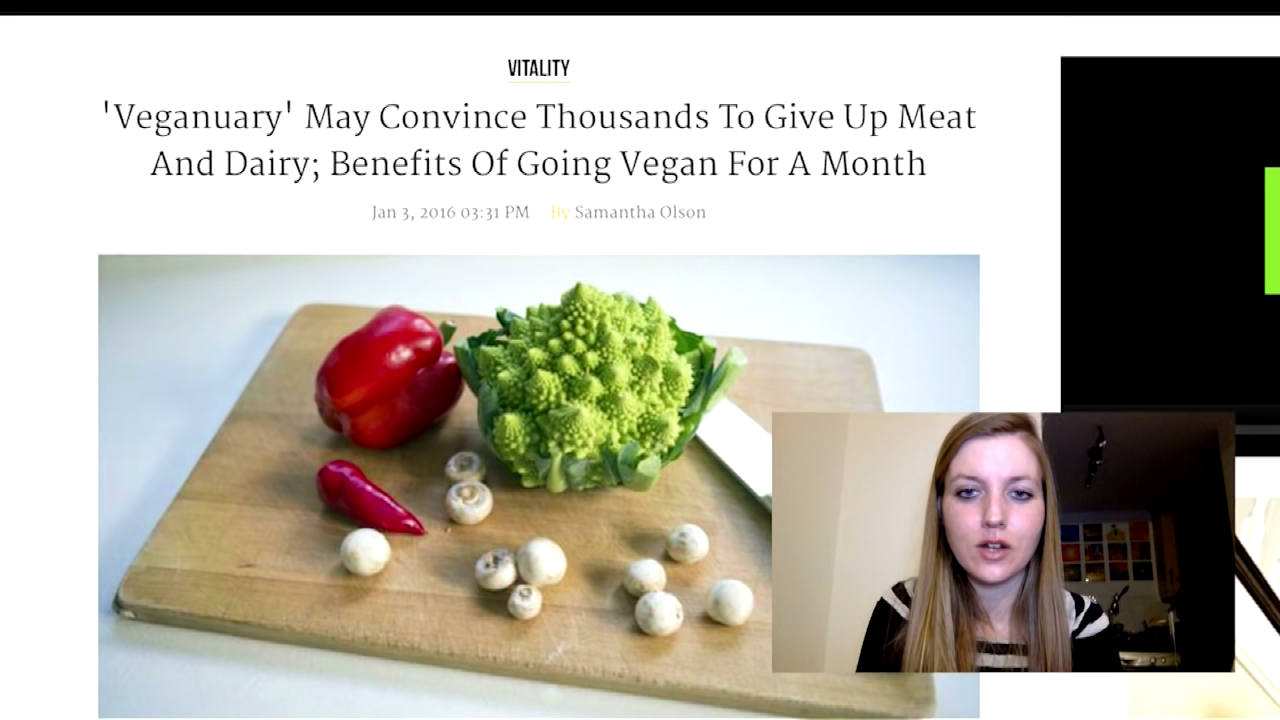 VITALITY
'Veganuary' May Convince Thousands To Give Up Meat
And Dairy; Benefits Of Going Vegan For A Month
Jan 3, 2016 03:31 PM By Samantha Olson